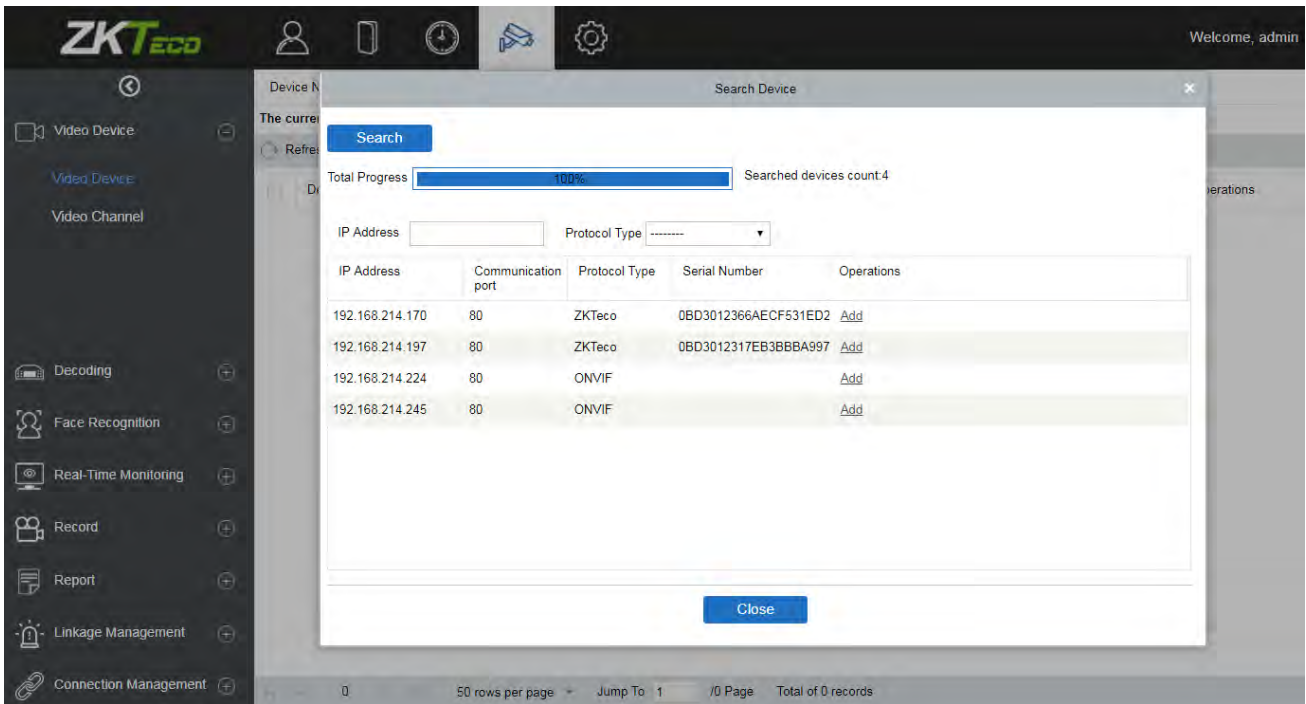 ZKTeco
Welcome, admin
Video Device
Video Device
Video Channel
Decoding
Face Recognition
Real-Time Monitoring
Record
Report
Linkage Management
Connection Management
Device N
The curre
Refre
D
perations
Search Device
Search
Total Progress 100% Searched devices count:4
IP Address Protocol Type --------
IP Address Communication port Protocol Type Serial Number Operations
192.168.214.170 80 ZKTeco 0BD3012366AECF531ED2 Add
192.168.214.197 80 ZKTeco 0BD3012317EB3BBBA997 Add
192.168.214.224 80 ONVIF Add
192.168.214.245 80 ONVIF Add
Close
0 50 rows per page Jump To 1 /0 Page Total of 0 records